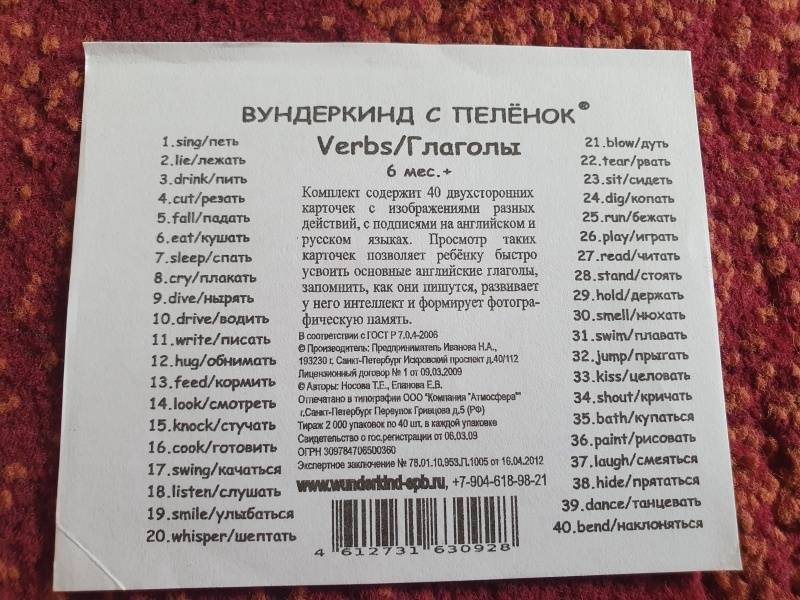 ВУНДЕРКИНД С ПЕЛЁНОК®
Verbs/Глаголы
6 мес.+
1.sing/петь
2.lie/лежать
3.drink/пить
4.cut/резать
5.fall/падать
6.eat/кушать
7.sleep/спать
8.cry/плакать
9.dive/нырять
10.drive/водить
11.write/писать
12.hug/обнимать
13.feed/кормить
14.look/смотреть
15.knock/стучать
16.cook/готовить
17.swing/качаться
18.listen/слушать
19.smile/улыбаться
20.whisper/шептать
Комплект содержит 40 двухсторонних
карточек с изображениями разных
действий, с подписями на английском и
русском языках. Просмотр таких
карточек позволяет ребёнку быстро
усвоить основные английские глаголы,
запомнить, как они пишутся, развивает
у него интеллект и формирует фотогра-
фическую память.
В соответствии с ГОСТ Р 7.0.4-2006
© Производитель: Предприниматель Иванова Н.А.,
193230 г. Санкт-Петербург Искровский проспект д.40/112
Лицензионный договор № 1 от 09.03.2009
© Авторы: Носова Т.Е., Епанова Е.В.
Отпечатано в типографии ООО "Компания "Атмосфера""
г.Санкт-Петербург Переулок Гривцова д.5 (РФ)
Тираж 2 000 упаковок по 40 шт. в каждой упаковке
Свидетельство о гос.регистрации от 06.03.09
ОГРН 309784706500360
Экспертное заключение № 78.01.10.953.Л.1005 от 16.04.2012
www.wunderkind-spb.ru, +7-904-618-98-21
4 612731 630928
21.blow/дуть
22.tear/рвать
23.sit/сидеть
24.dig/копать
25.run/бежать
26.play/играть
27.read/читать
28.stand/стоять
29.hold/держать
30.smell/нюхать
31.swim/плавать
32.jump/прыгать
33.kiss/целовать
34.shout/кричать
35.bath/купаться
36.paint/рисовать
37.laugh/смеяться
38.hide/прятаться
39.dance/танцевать
40.bend/наклоняться